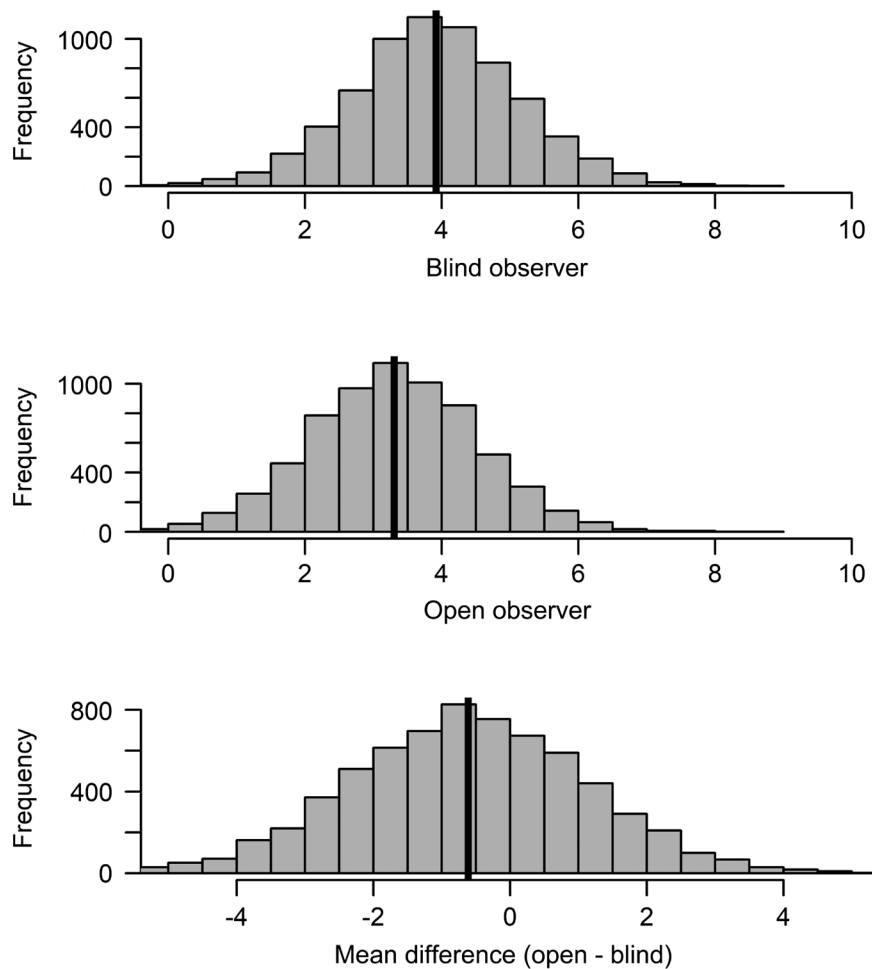 Frequency
1000
400
0
0 2 4 6 8 10
Blind observer
Frequency
1000
400
0
0 2 4 6 8 10
Open observer
Frequency
800
400
0
-4 -2 0 2 4
Mean difference (open - blind)